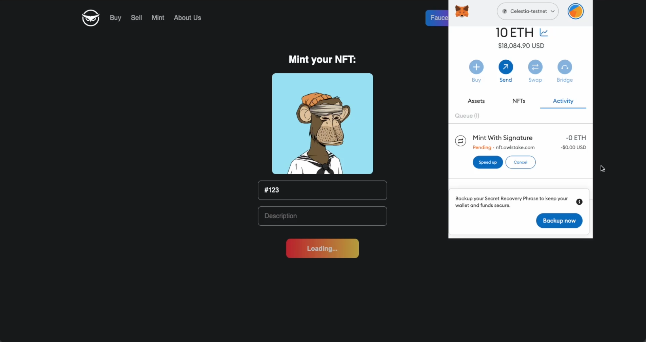 Buy Sell Mint About Us
Fauce
Mint your NFT:
#123
Description
Loading...
Celestia-testnet
10 ETH
$18,084.90 USD
Buy Send Swap Bridge
Assets NFTs Activity
Queue (1)
Mint With Signature -0 ETH
Pending · nft.owlstake.com -$0.00 USD
Speed up Cancel
Backup your Secret Recovery Phrase to keep your
wallet and funds secure.
Backup now